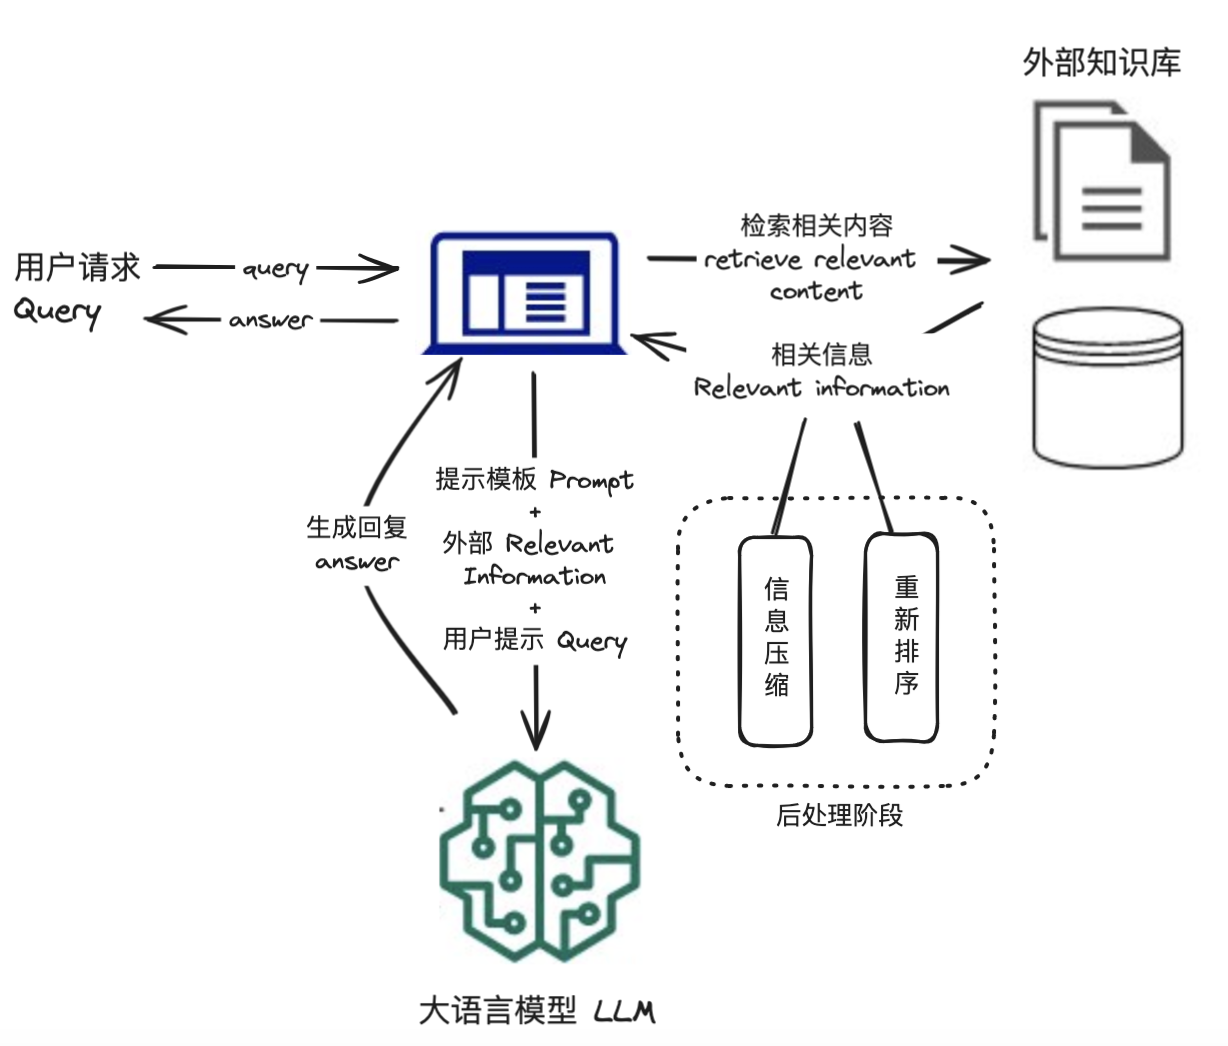 外部知识库
用户请求
Query
query
answer
检索相关内容
retrieve relevant
content
相关信息
Relevant information
提示模板 Prompt
+
外部 Relevant
Information
+
用户提示 Query
生成回复
answer
信
息
压
缩
重
新
排
序
后处理阶段
大语言模型 LLM